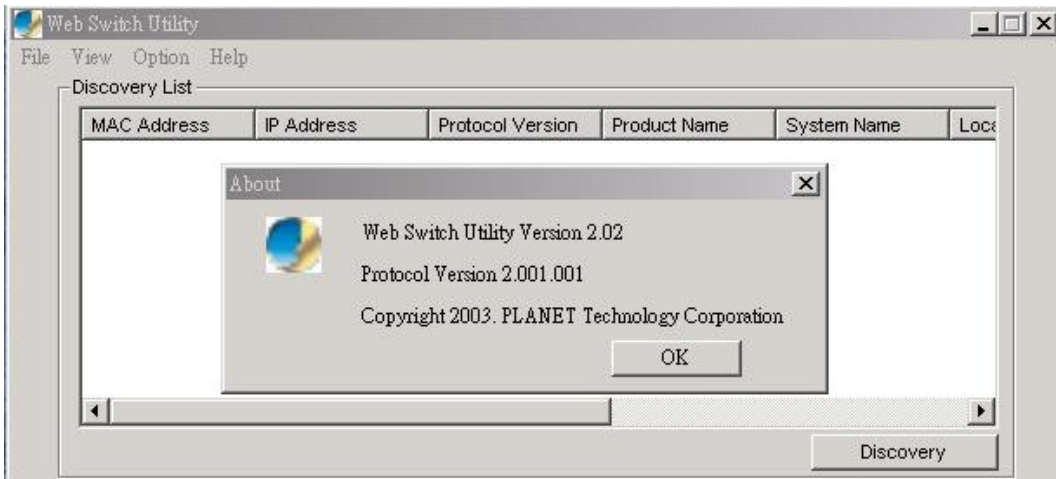 Web Switch Utility
File View Option Help
Discovery List
MAC Address IP Address Protocol Version Product Name System Name Loca
About
Web Switch Utility Version 2.02
Protocol Version 2.001.001
Copyright 2003. PLANET Technology Corporation
OK
Discovery